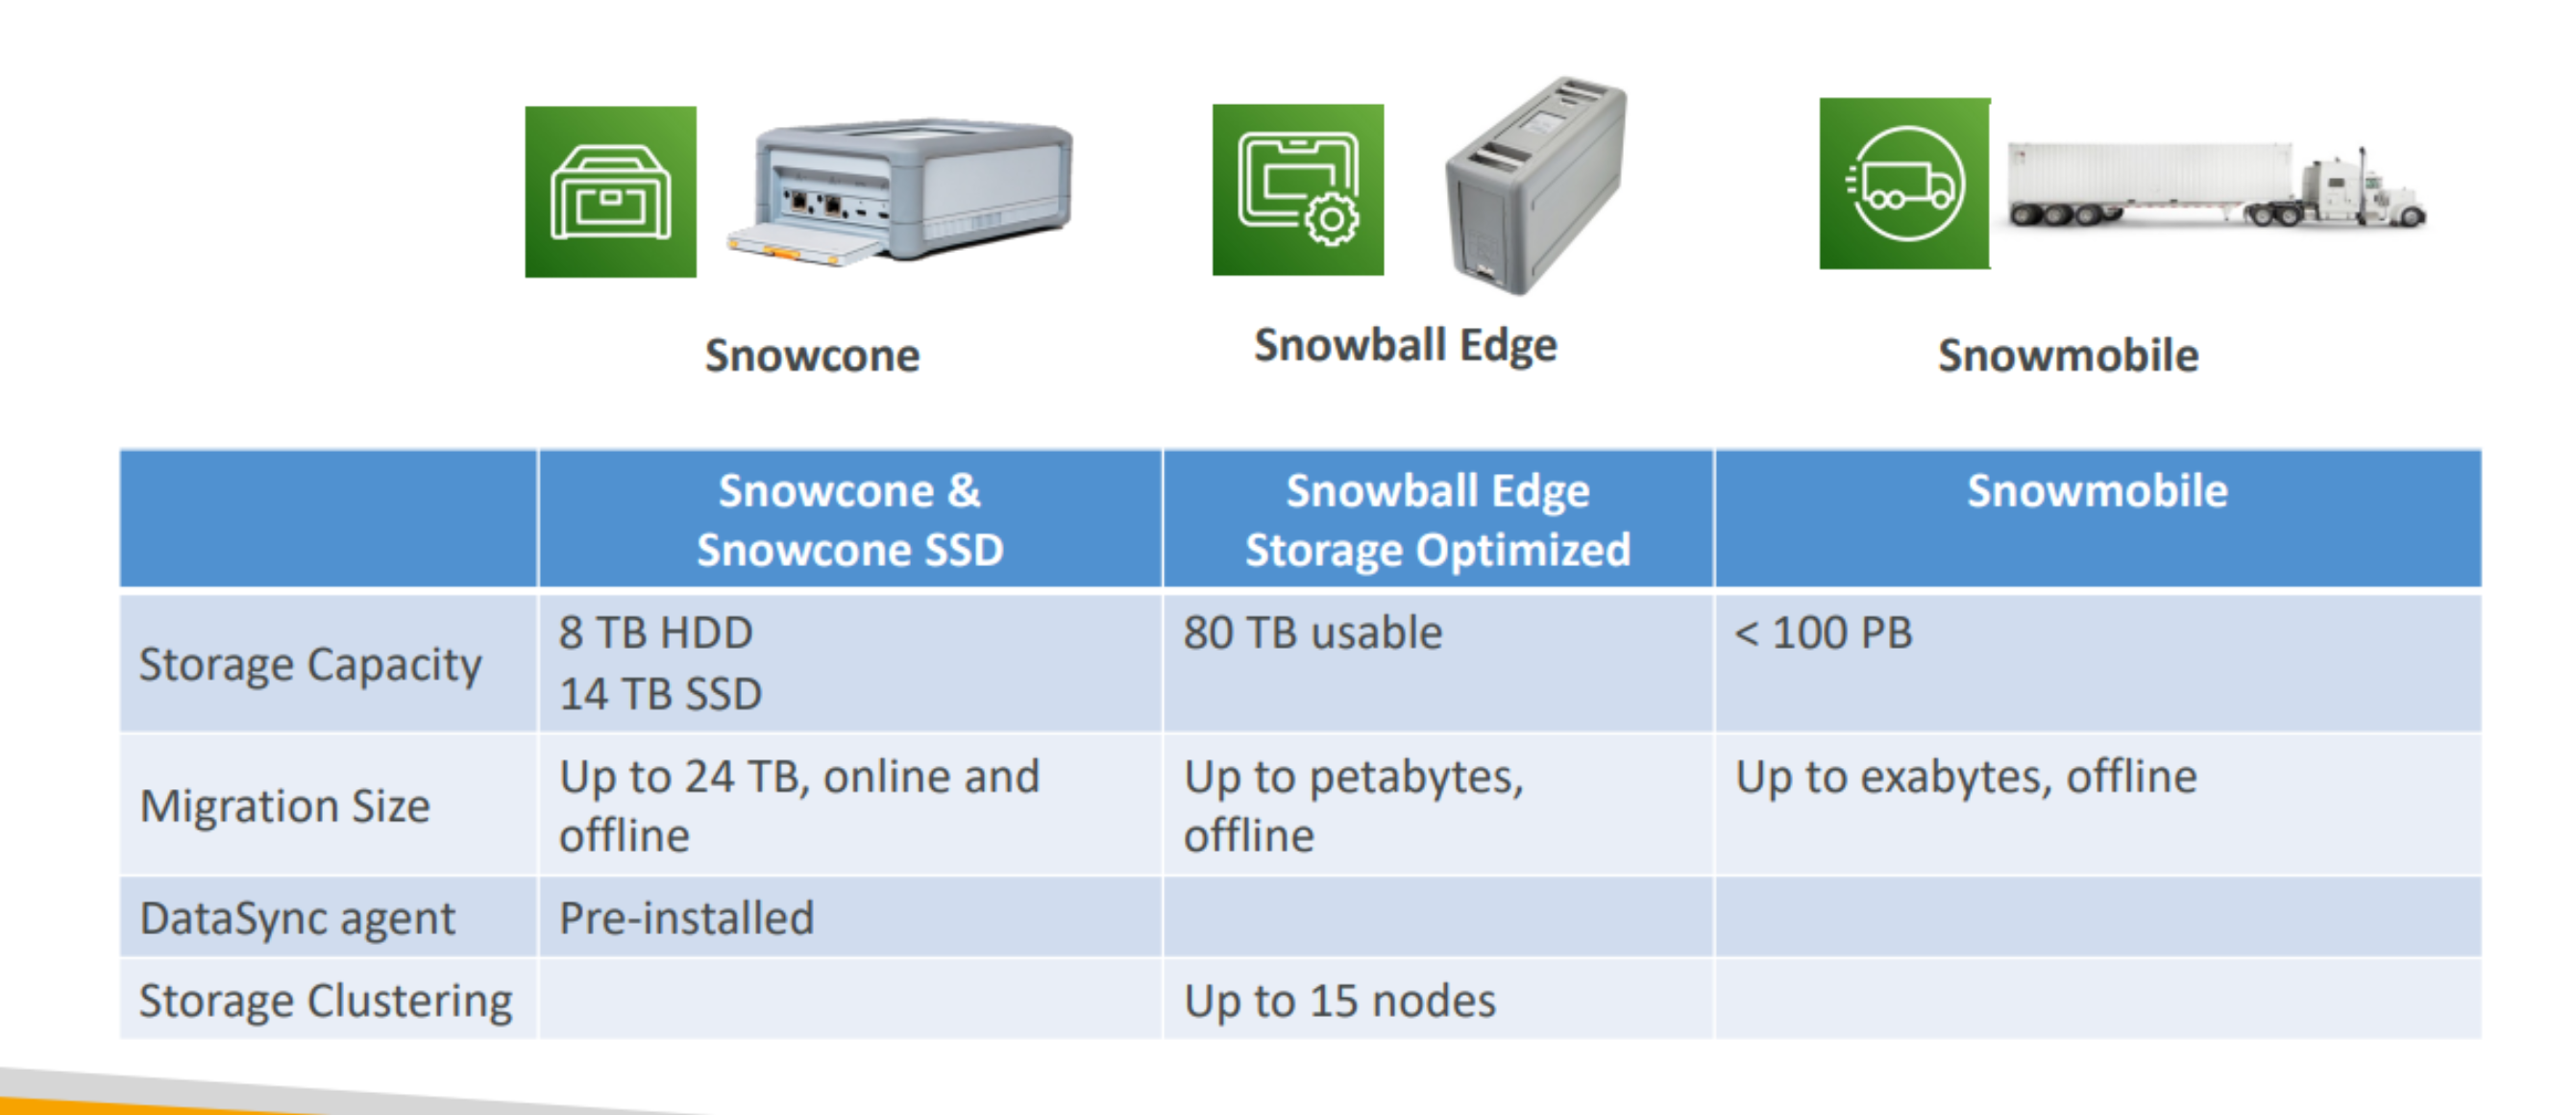 Snowcone
Snowball Edge
Snowmobile
Snowcone &
Snowcone SSD
Snowball Edge
Storage Optimized
Snowmobile
Storage Capacity
8 TB HDD
14 TB SSD
80 TB usable
< 100 PB
Migration Size
Up to 24 TB, online and
offline
Up to petabytes,
offline
Up to exabytes, offline
DataSync agent
Pre-installed
Storage Clustering
Up to 15 nodes